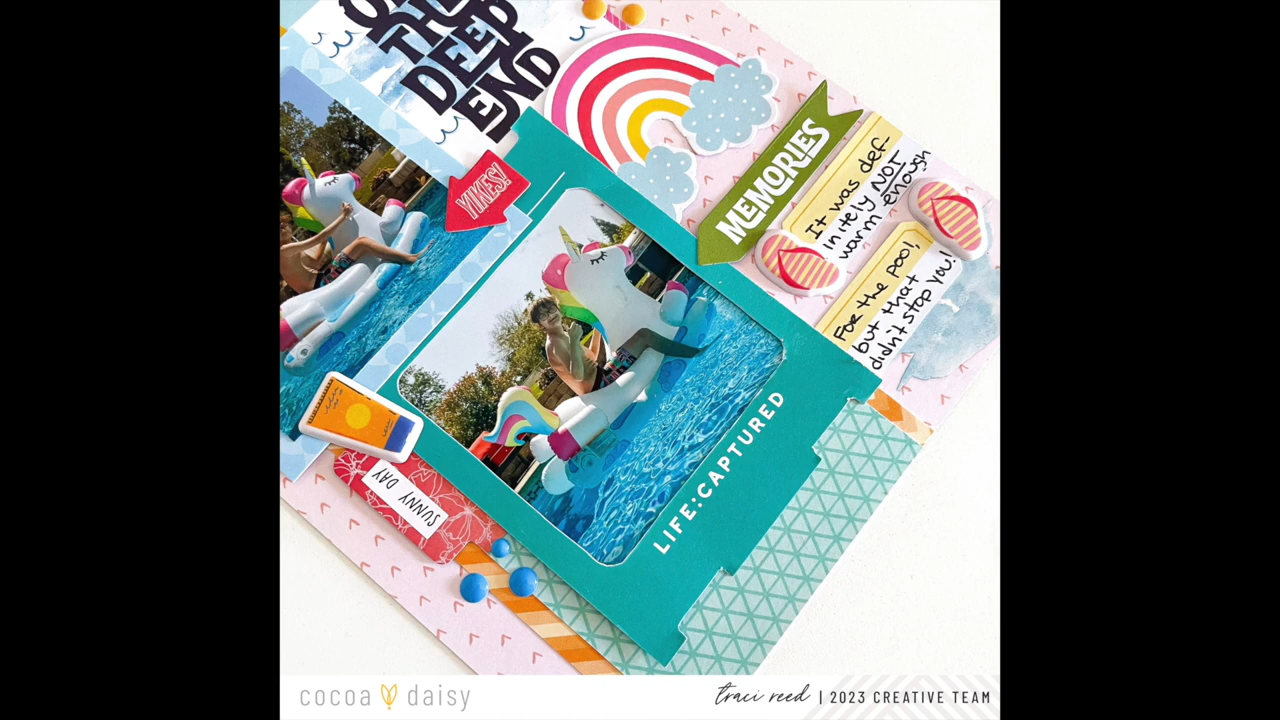 THE
DEEP
END
YIKES!
MEMORIES
It was def-
initely NOT
warm enough
For the pool,
but that
didn't stop you!
LIFE:CAPTURED
SUNNY DAY
cocoa daisy
traci reed | 2023 CREATIVE TEAM